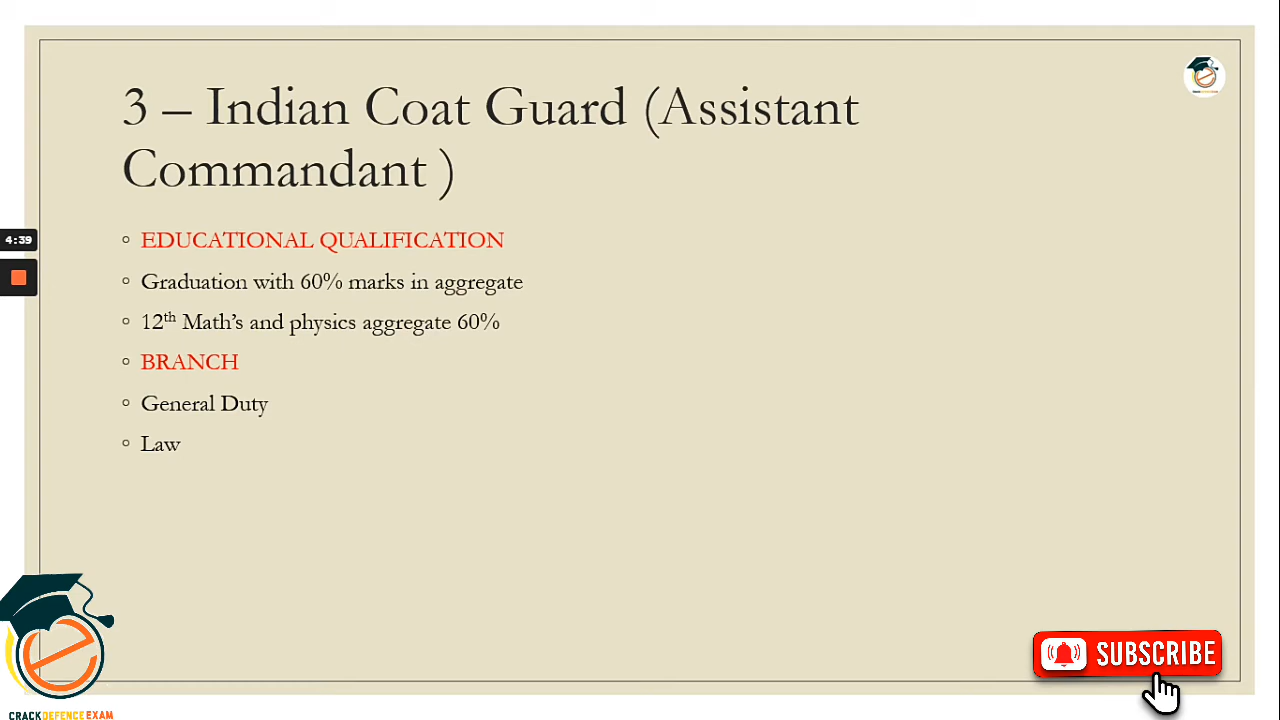 3 – Indian Coat Guard (Assistant
Commandant )
EDUCATIONAL QUALIFICATION
Graduation with 60% marks in aggregate
12th Math's and physics aggregate 60%
BRANCH
General Duty
Law
4:39
SUBSCRIBE
CRACKDEFENCEEXAM